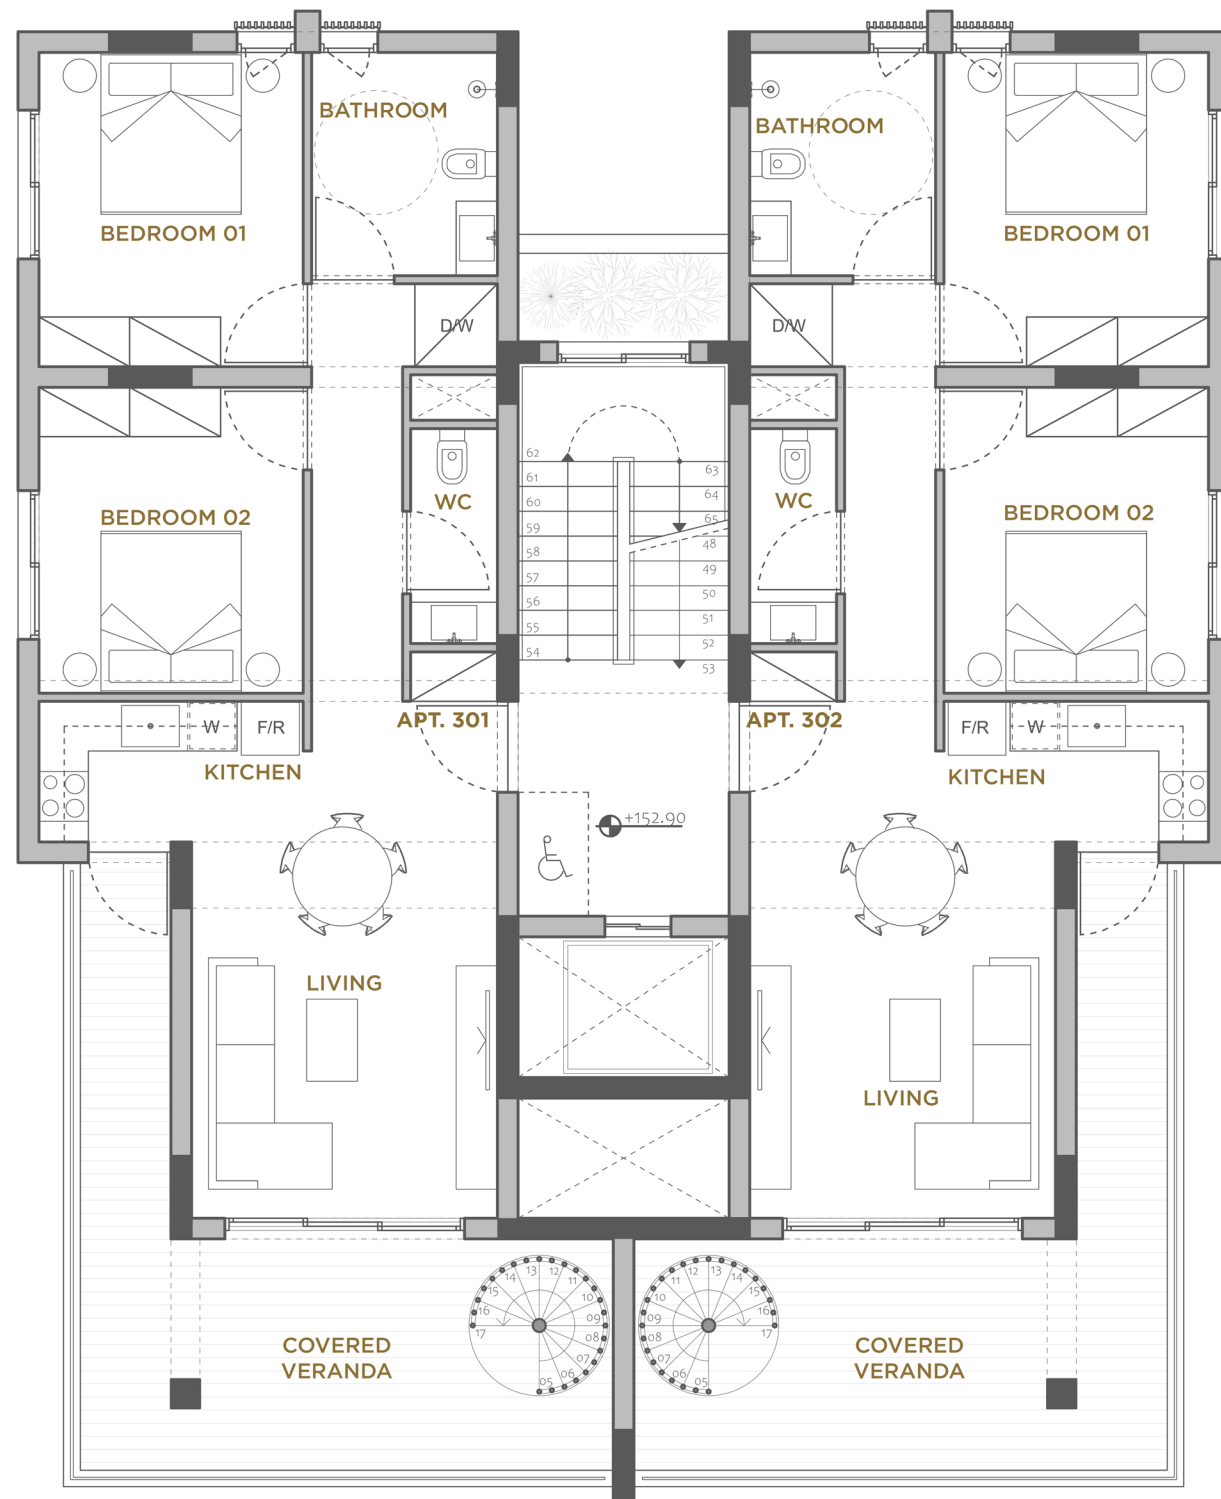 BATHROOM
BATHROOM
BEDROOM 01
BEDROOM 01
D/W
D/W
62
61
60
59
58
57
56
55
54
63
64
65
48
49
50
51
52
53
WC
WC
BEDROOM 02
BEDROOM 02
APT. 301
APT. 302
W
F/R
F/R
W
KITCHEN
KITCHEN
+152.90
LIVING
LIVING
17
16
15
14
13
12
11
10
09
08
07
06
05
17
16
15
14
13
12
11
10
09
08
07
06
05
COVERED
VERANDA
COVERED
VERANDA